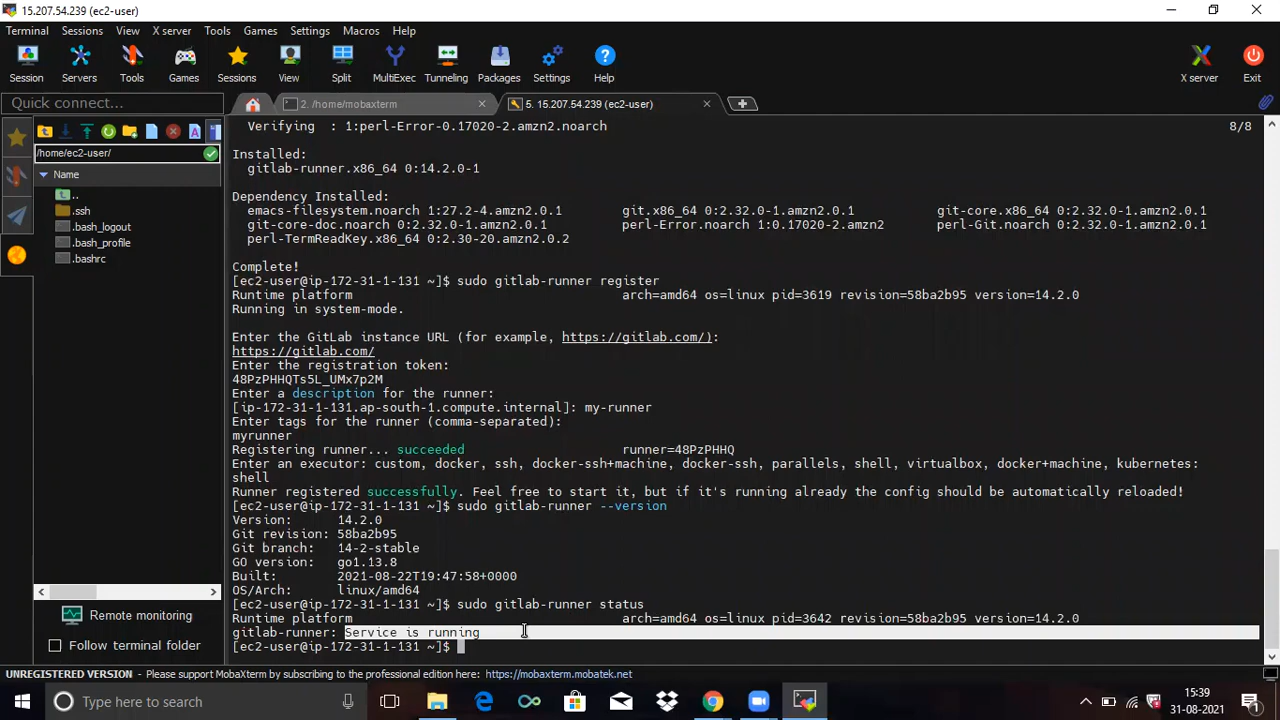 15.207.54.239 (ec2-user)
Terminal Sessions View X server Tools Games Settings Macros Help
Session Servers Tools Games Sessions View Split MultiExec Tunneling Packages Settings Help X server Exit
Quick connect...
2. /home/mobaxterm
5. 15.207.54.239 (ec2-user)
/home/ec2-user/
Name
..
.ssh
.bash_logout
.bash_profile
.bashrc
Remote monitoring
Follow terminal folder
Verifying : 1:perl-Error-0.17020-2.amzn2.noarch 8/8
Installed:
gitlab-runner.x86_64 0:14.2.0-1
Dependency Installed:
emacs-filesystem.noarch 1:27.2-4.amzn2.0.1 git.x86_64 0:2.32.0-1.amzn2.0.1 git-core.x86_64 0:2.32.0-1.amzn2.0.1
git-core-doc.noarch 0:2.32.0-1.amzn2.0.1 perl-Error.noarch 1:0.17020-2.amzn2 perl-Git.noarch 0:2.32.0-1.amzn2.0.1
perl-TermReadKey.x86_64 0:2.30-20.amzn2.0.2
Complete!
[ec2-user@ip-172-31-1-131 ~]$ sudo gitlab-runner register
Runtime platform arch=amd64 os=linux pid=3619 revision=58ba2b95 version=14.2.0
Running in system-mode.
Enter the GitLab instance URL (for example, https://gitlab.com/):
https://gitlab.com/
Enter the registration token:
48PzPHHQTs5L_UMx7p2M
Enter a description for the runner:
[ip-172-31-1-131.ap-south-1.compute.internal]: my-runner
Enter tags for the runner (comma-separated):
myrunner
Registering runner... succeeded runner=48PzPHHQ
Enter an executor: custom, docker, ssh, docker-ssh+machine, docker-ssh, parallels, shell, virtualbox, docker+machine, kubernetes:
shell
Runner registered successfully. Feel free to start it, but if it's running already the config should be automatically reloaded!
[ec2-user@ip-172-31-1-131 ~]$ sudo gitlab-runner --version
Version: 14.2.0
Git revision: 58ba2b95
Git branch: 14-2-stable
GO version: go1.13.8
Built: 2021-08-22T19:47:58+0000
OS/Arch: linux/amd64
[ec2-user@ip-172-31-1-131 ~]$ sudo gitlab-runner status
Runtime platform arch=amd64 os=linux pid=3642 revision=58ba2b95 version=14.2.0
gitlab-runner: Service is running
[ec2-user@ip-172-31-1-131 ~]$
UNREGISTERED VERSION - Please support MobaXterm by subscribing to the professional edition here: https://mobaxterm.mobatek.net
Type here to search
15:39
31-08-2021
1